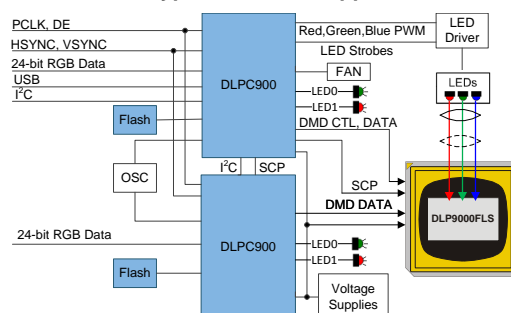 PCLK, DE
HSYNC, VSYNC
24-bit RGB Data
USB
I²C
Flash
OSC
DLPC900
Red,Green,Blue PWM
LED Strobes
FAN
LED0
LED1
DMD CTL, DATA
LED
Driver
LEDs
I²C
SCP
SCP
DMD DATA
DLP9000FLS
24-bit RGB Data
Flash
DLPC900
LED0
LED1
Voltage
Supplies